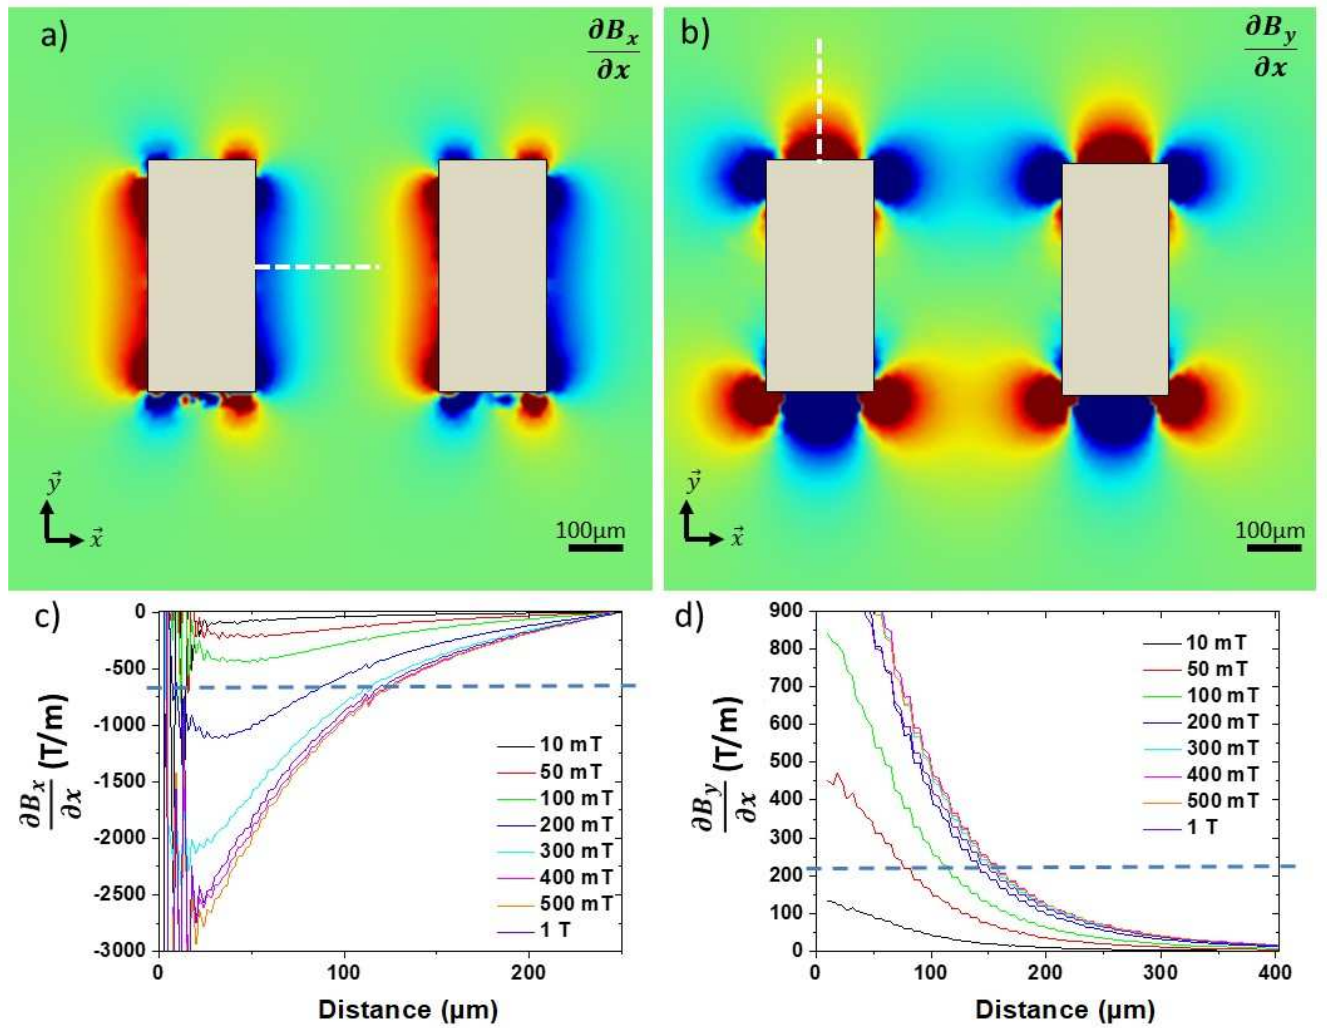 a)
∂Bₓ/∂x
y⃗
x⃗
100µm
b)
∂Bᵧ/∂x
y⃗
x⃗
100µm
c)
∂Bₓ/∂x (T/m)
0
-500
-1000
-1500
-2000
-2500
-3000
10 mT
50 mT
100 mT
200 mT
300 mT
400 mT
500 mT
1 T
0 100 200
Distance (µm)
d)
∂Bᵧ/∂x (T/m)
900
800
700
600
500
400
300
200
100
0
10 mT
50 mT
100 mT
200 mT
300 mT
400 mT
500 mT
1 T
0 100 200 300 400
Distance (µm)